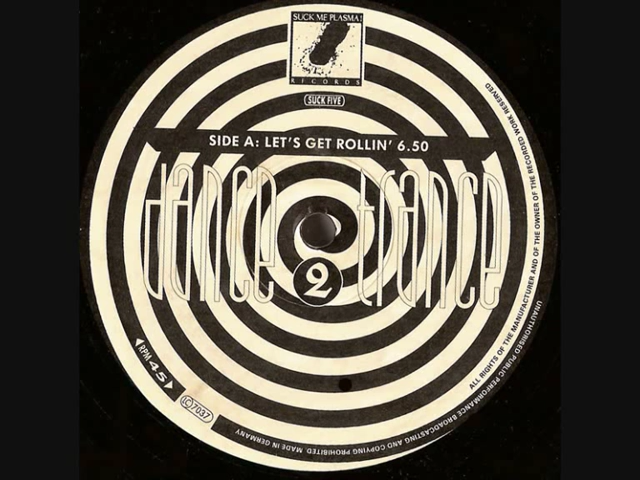 SUCK ME PLASMA!
RECORDS
SUCK FIVE
SIDE A: LET'S GET ROLLIN' 6.50
dance 2 trance
RPM 45
LC 7037
ALL RIGHTS OF THE MANUFACTURER AND OF THE OWNER OF THE RECORDED WORK RESERVED
UNAUTHORISED PUBLIC PERFORMANCE BROADCASTING AND COPYING PROHIBITED. MADE IN GERMANY